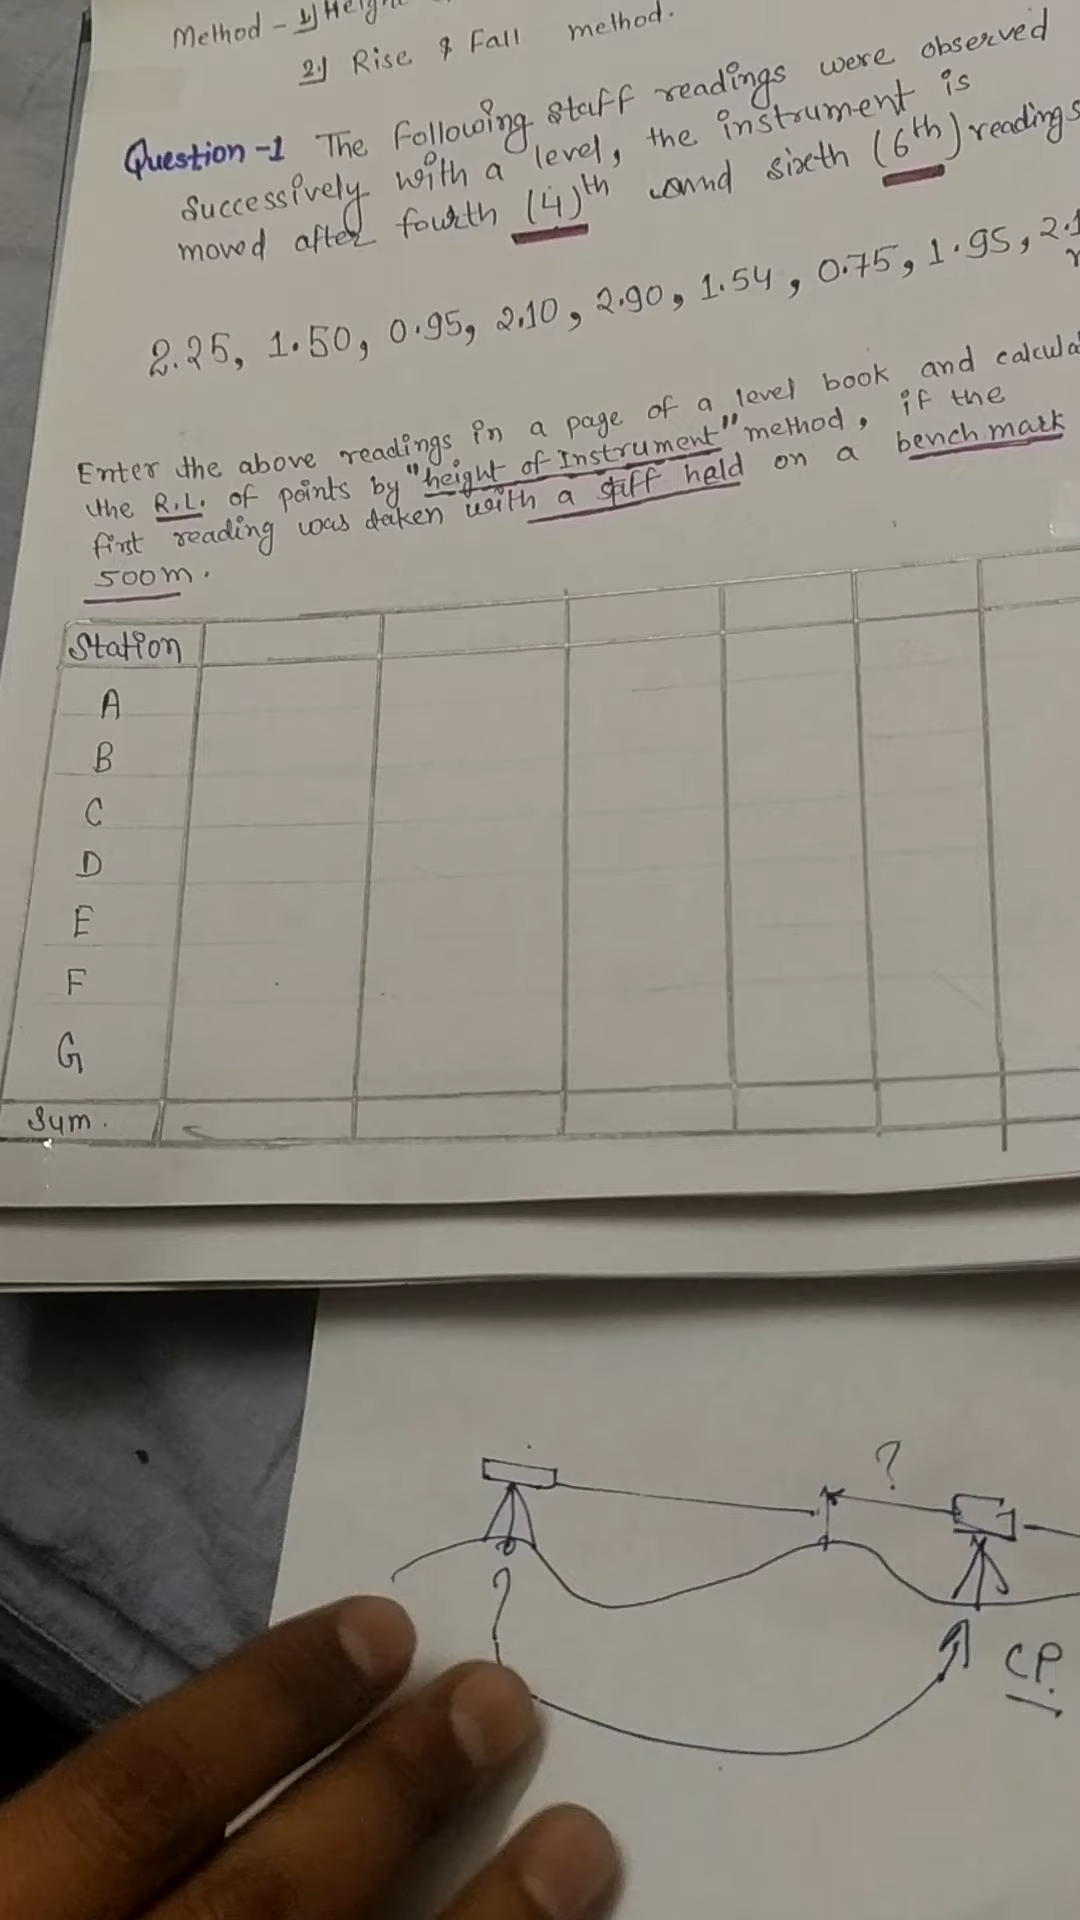 Method - 1) Height
2) Rise & Fall method.
Question-1 The following staff readings were observed
successively with a level, the instrument is
moved after fourth (4)th and sixeth (6th) readings
2.25, 1.50, 0.95, 2.10, 2.90, 1.54, 0.75, 1.95, 2.1
Enter the above readings in a page of a level book and calcula
the R.L. of points by "height of Instrument" method, if the
first reading was taken with a staff held on a bench mark
500m.
Station
A
B
C
D
E
F
G
Sum.
?
?
CP.